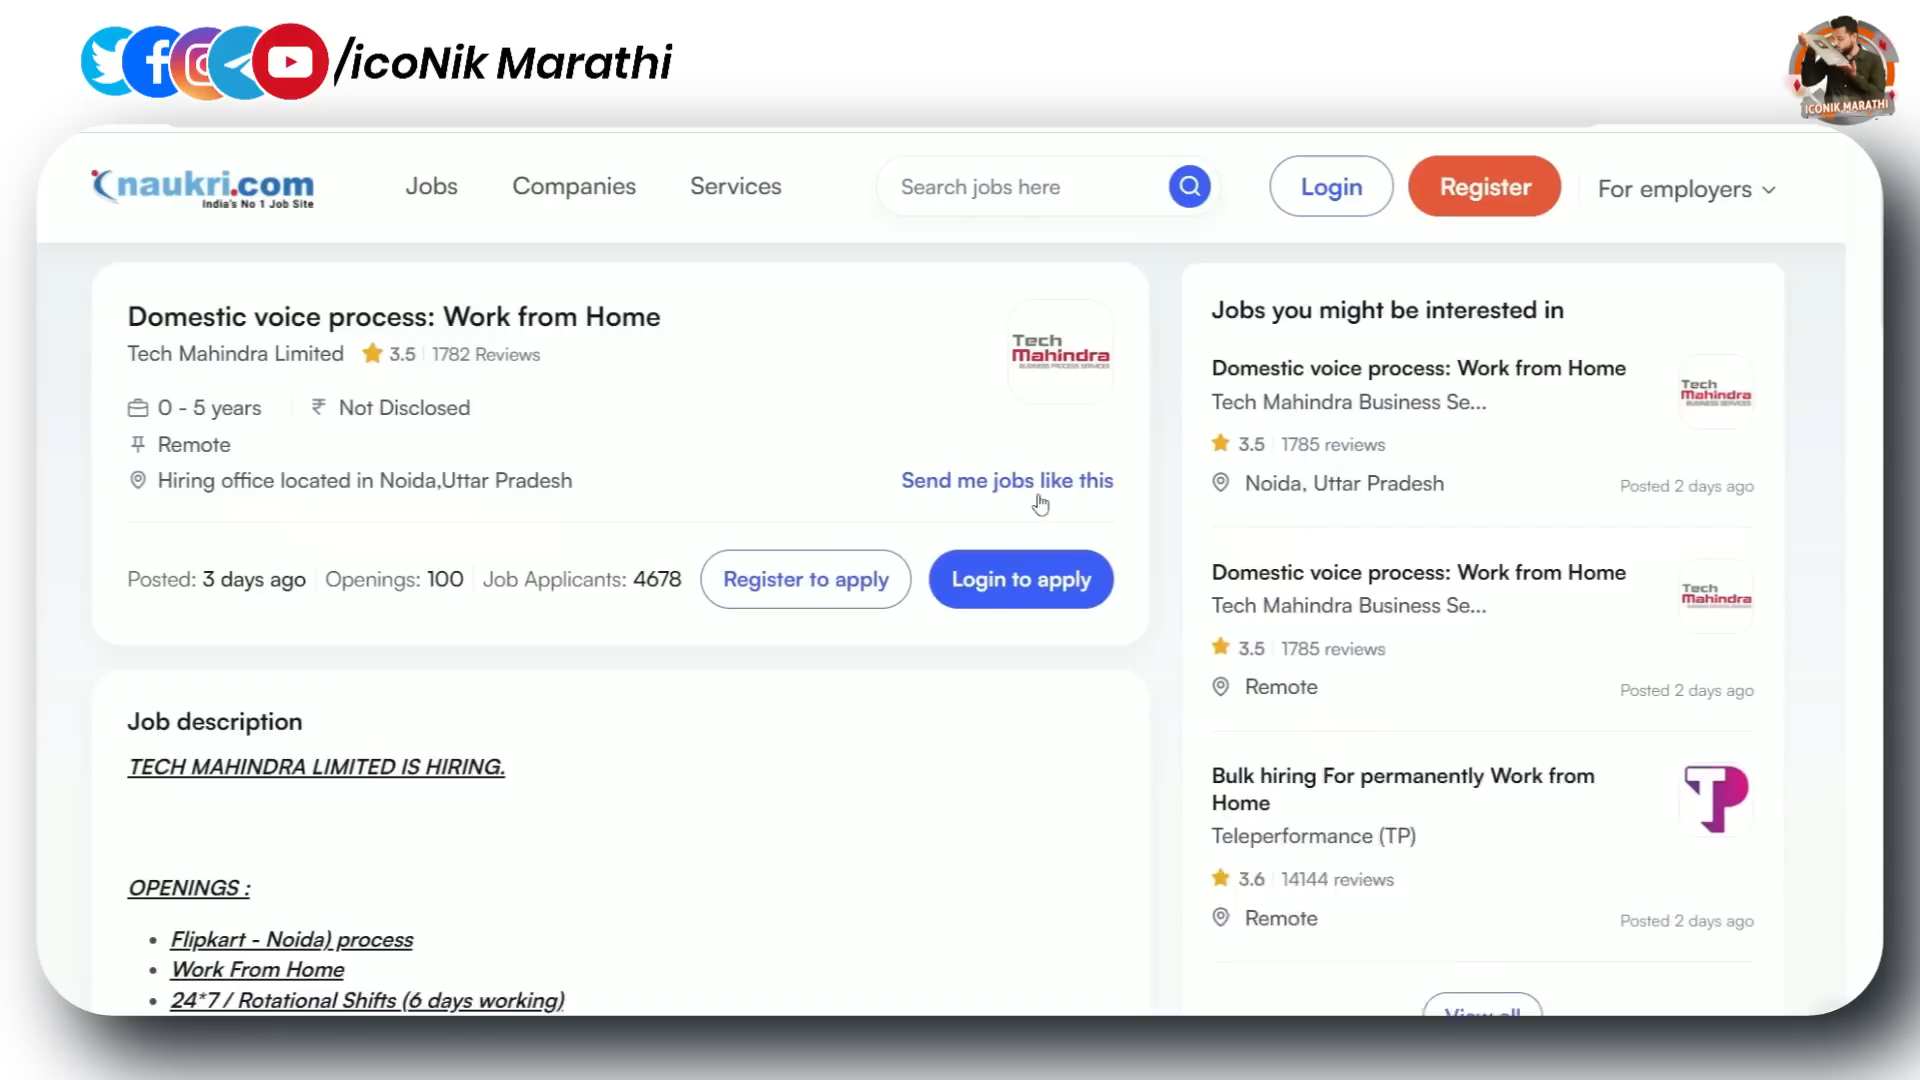 /icoNik Marathi
ICONIK MARATHI
naukri.com
India's No 1 Job Site
Jobs
Companies
Services
Search jobs here
Login
Register
For employers
Domestic voice process: Work from Home
Tech Mahindra Limited 3.5 1782 Reviews
0 - 5 years ₹ Not Disclosed
Remote
Hiring office located in Noida,Uttar Pradesh
Send me jobs like this
Tech
Mahindra
BUSINESS PROCESS SERVICES
Posted: 3 days ago Openings: 100 Job Applicants: 4678
Register to apply
Login to apply
Job description
TECH MAHINDRA LIMITED IS HIRING.
OPENINGS :
• Flipkart - Noida) process
• Work From Home
• 24*7 / Rotational Shifts (6 days working)
Jobs you might be interested in
Domestic voice process: Work from Home
Tech Mahindra Business Se...
3.5 1785 reviews
Noida, Uttar Pradesh
Posted 2 days ago
Tech
Mahindra
Domestic voice process: Work from Home
Tech Mahindra Business Se...
3.5 1785 reviews
Remote
Posted 2 days ago
Tech
Mahindra
Bulk hiring For permanently Work from
Home
Teleperformance (TP)
3.6 14144 reviews
Remote
Posted 2 days ago
TP
View all